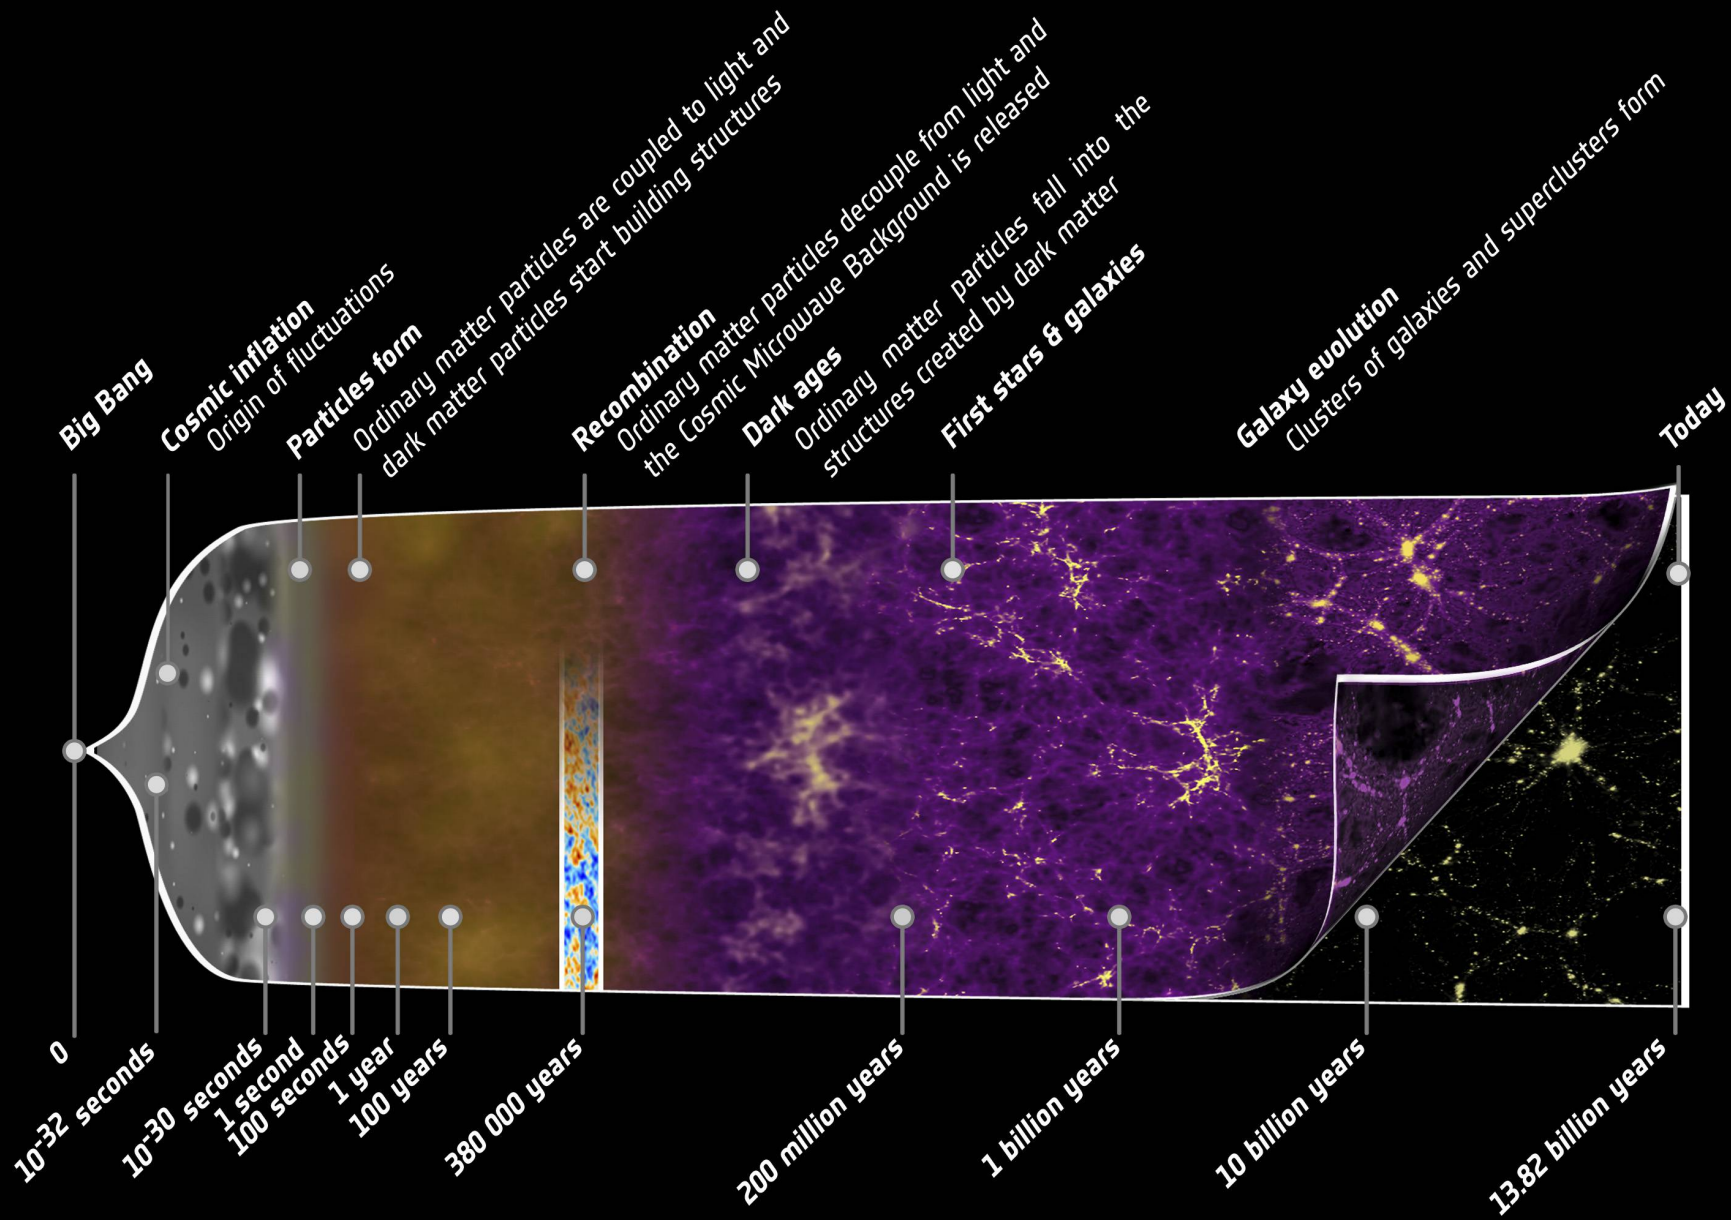 Big Bang
Cosmic inflation
Origin of fluctuations
Particles form
Ordinary matter particles are coupled to light and
dark matter particles start building structures
Recombination
Ordinary matter particles decouple from light and
the Cosmic Microwave Background is released
Dark ages
Ordinary matter particles fall into the
structures created by dark matter
First stars & galaxies
Galaxy evolution
Clusters of galaxies and superclusters form
Today
0
10-32 seconds
10-30 seconds
1 second
100 seconds
1 year
100 years
380 000 years
200 million years
1 billion years
10 billion years
13.82 billion years